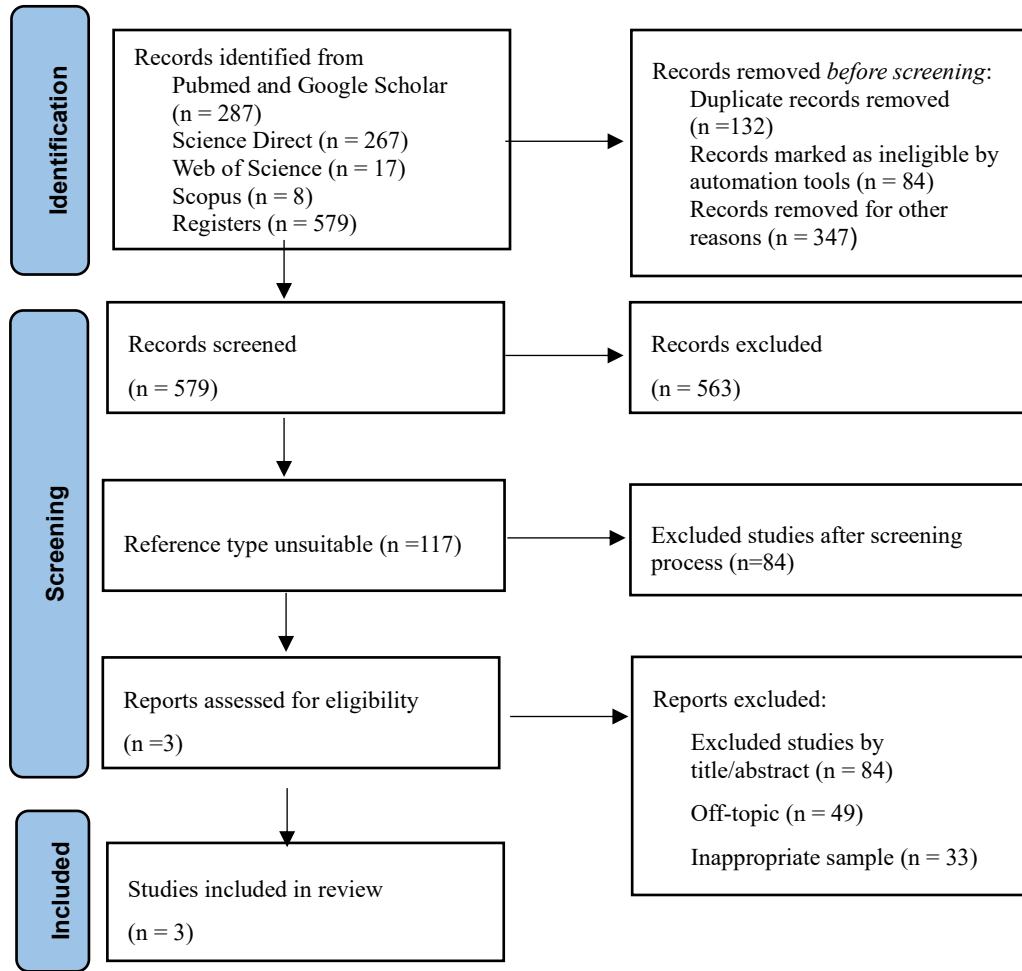 Identification
Records identified from
Pubmed and Google Scholar
(n = 287)
Science Direct (n = 267)
Web of Science (n = 17)
Scopus (n = 8)
Registers (n = 579)
Records removed before screening:
Duplicate records removed
(n =132)
Records marked as ineligible by
automation tools (n = 84)
Records removed for other
reasons (n = 347)
Screening
Records screened
(n = 579)
Records excluded
(n = 563)
Reference type unsuitable (n =117)
Excluded studies after screening
process (n=84)
Reports assessed for eligibility
(n =3)
Reports excluded:
Excluded studies by
title/abstract (n = 84)
Off-topic (n = 49)
Inappropriate sample (n = 33)
Included
Studies included in review
(n = 3)